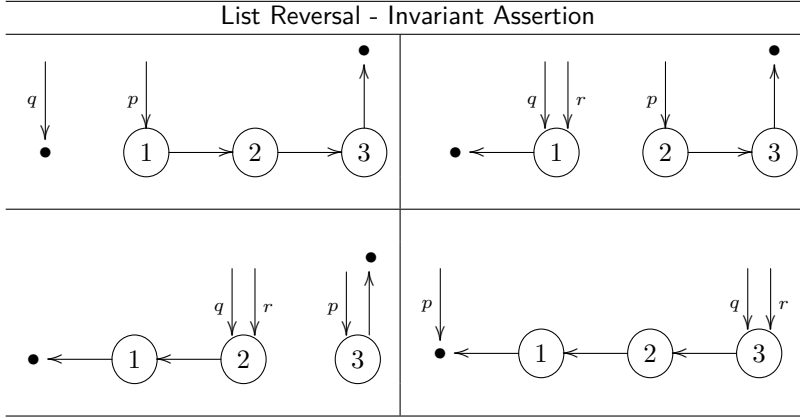 List Reversal - Invariant Assertion
q p 1 2 3
q r p 1 2 3
q r p 1 2 3
p q r 1 2 3